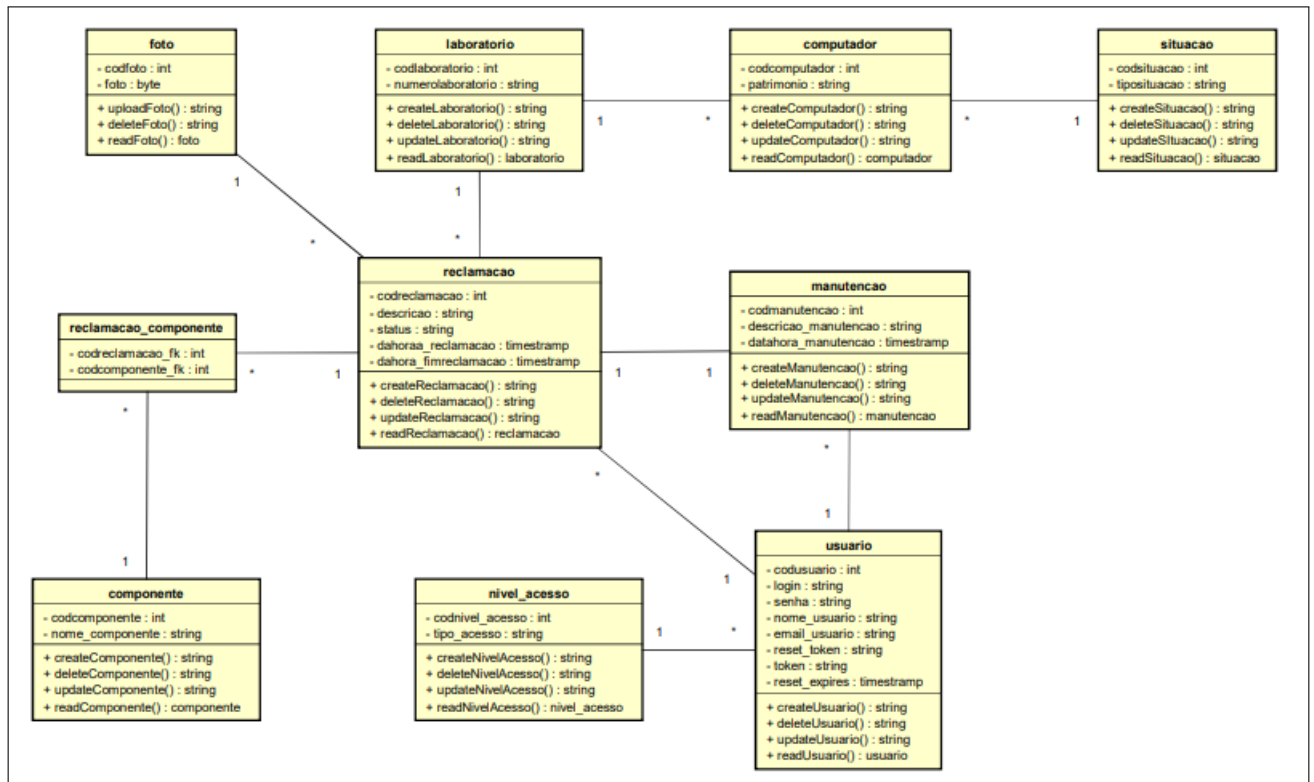 foto
- codfoto : int
- foto : byte
+ uploadFoto() : string
+ deleteFoto() : string
+ readFoto() : foto
laboratorio
- codlaboratorio : int
- numerolaboratorio : string
+ createLaboratorio() : string
+ deleteLaboratorio() : string
+ updateLaboratorio() : string
+ readLaboratorio() : laboratorio
computador
- codcomputador : int
- patrimonio : string
+ createComputador() : string
+ deleteComputador() : string
+ updateComputador() : string
+ readComputador() : computador
situacao
- codsituacao : int
- tiposituacao : string
+ createSituacao() : string
+ deleteSituacao() : string
+ updateSItuacao() : string
+ readSituacao() : situacao
1
*
*
1
1
*
1
*
reclamacao
- codreclamacao : int
- descricao : string
- status : string
- dahoraa_reclamacao : timestramp
- dahora_fimreclamacao : timestramp
+ createReclamacao() : string
+ deleteReclamacao() : string
+ updateReclamacao() : string
+ readReclamacao() : reclamacao
manutencao
- codmanutencao : int
- descricao_manutencao : string
- datahora_manutencao : timestramp
+ createManutencao() : string
+ deleteManutencao() : string
+ updateManutencao() : string
+ readManutencao() : manutencao
reclamacao_componente
- codreclamacao_fk : int
- codcomponente_fk : int
*
1
1
1
*
1
*
1
*
1
componente
- codcomponente : int
- nome_componente : string
+ createComponente() : string
+ deleteComponente() : string
+ updateComponente() : string
+ readComponente() : componente
nivel_acesso
- codnivel_acesso : int
- tipo_acesso : string
+ createNivelAcesso() : string
+ deleteNivelAcesso() : string
+ updateNivelAcesso() : string
+ readNivelAcesso() : nivel_acesso
1
*
usuario
- codusuario : int
- login : string
- senha : string
- nome_usuario : string
- email_usuario : string
- reset_token : string
- token : string
- reset_expires : timestramp
+ createUsuario() : string
+ deleteUsuario() : string
+ updateUsuario() : string
+ readUsuario() : usuario